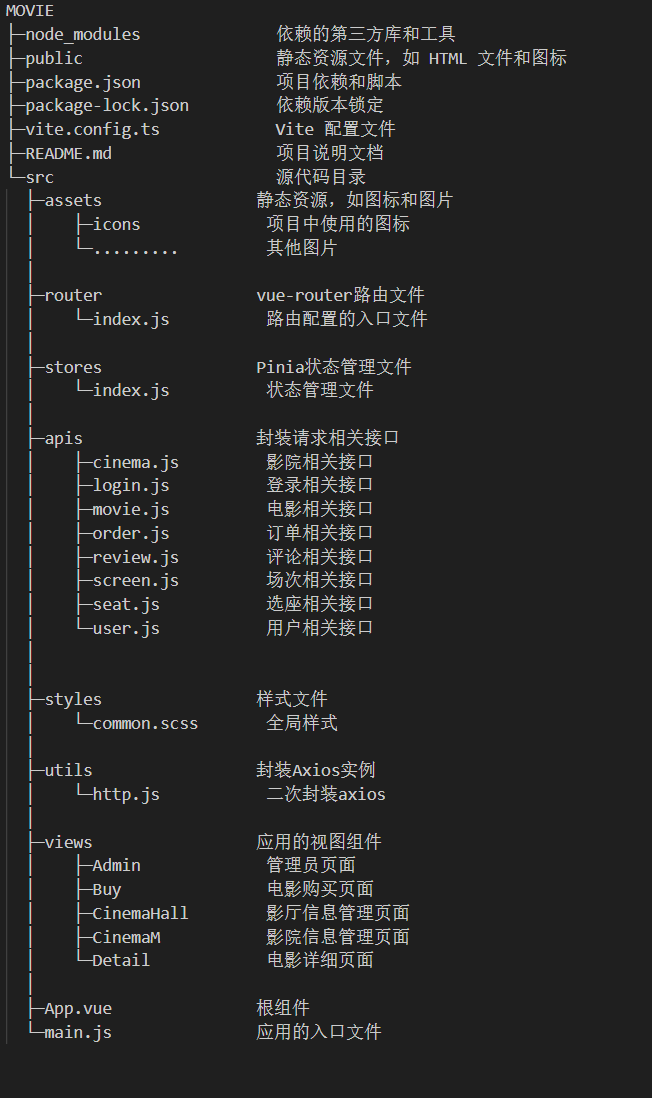 MOVIE
├─node_modules 依赖的第三方库和工具
├─public 静态资源文件，如 HTML 文件和图标
├─package.json 项目依赖和脚本
├─package-lock.json 依赖版本锁定
├─vite.config.ts Vite 配置文件
├─README.md 项目说明文档
└─src 源代码目录
├─assets 静态资源，如图标和图片
│ ├─icons 项目中使用的图标
│ └─......... 其他图片
│
├─router vue-router路由文件
│ └─index.js 路由配置的入口文件
│
├─stores Pinia状态管理文件
│ └─index.js 状态管理文件
│
├─apis 封装请求相关接口
│ ├─cinema.js 影院相关接口
│ ├─login.js 登录相关接口
│ ├─movie.js 电影相关接口
│ ├─order.js 订单相关接口
│ ├─review.js 评论相关接口
│ ├─screen.js 场次相关接口
│ ├─seat.js 选座相关接口
│ └─user.js 用户相关接口
│
│
├─styles 样式文件
│ └─common.scss 全局样式
│
├─utils 封装Axios实例
│ └─http.js 二次封装axios
│
├─views 应用的视图组件
│ ├─Admin 管理员页面
│ ├─Buy 电影购买页面
│ ├─CinemaHall 影厅信息管理页面
│ ├─CinemaM 影院信息管理页面
│ └─Detail 电影详细页面
│
├─App.vue 根组件
└─main.js 应用的入口文件